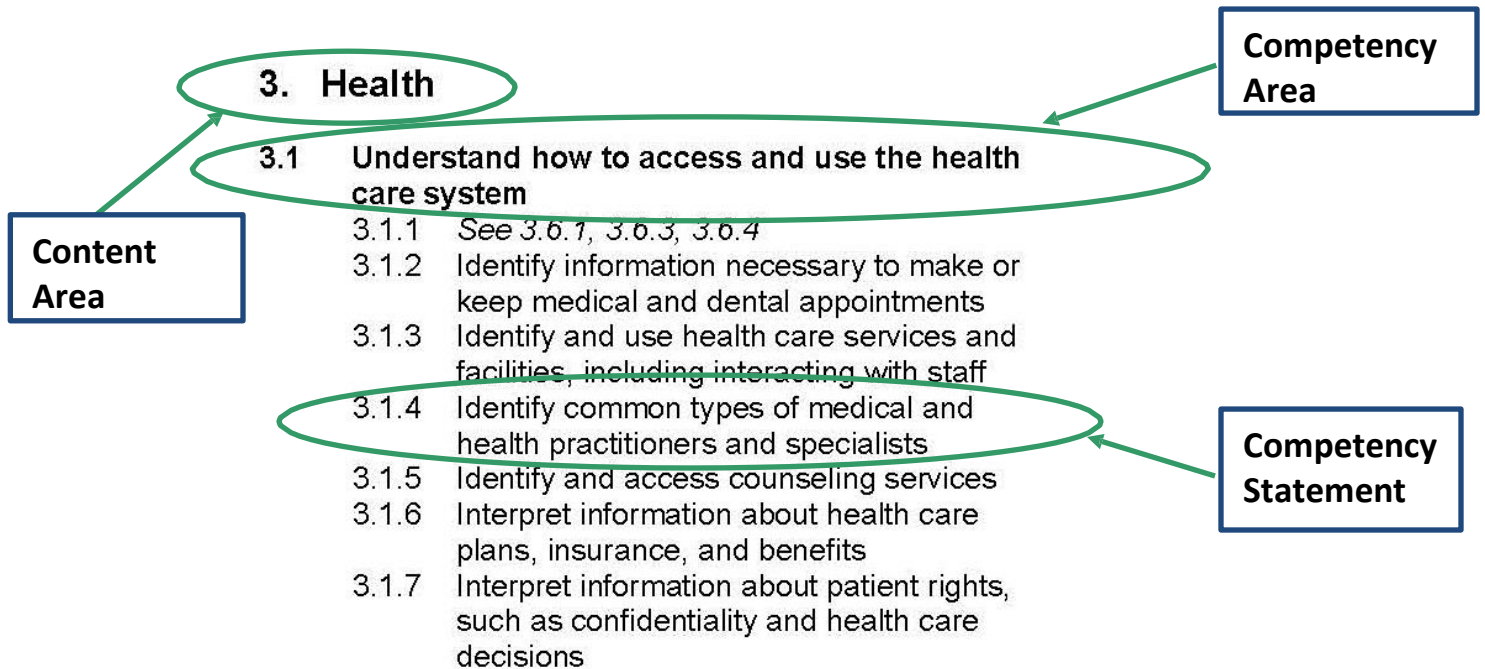 Competency
Area
3. Health
3.1 Understand how to access and use the health
care system
Content
Area
3.1.1 See 3.6.1, 3.6.3, 3.6.4
3.1.2 Identify information necessary to make or
keep medical and dental appointments
3.1.3 Identify and use health care services and
facilities, including interacting with staff
3.1.4 Identify common types of medical and
health practitioners and specialists
Competency
Statement
3.1.5 Identify and access counseling services
3.1.6 Interpret information about health care
plans, insurance, and benefits
3.1.7 Interpret information about patient rights,
such as confidentiality and health care
decisions